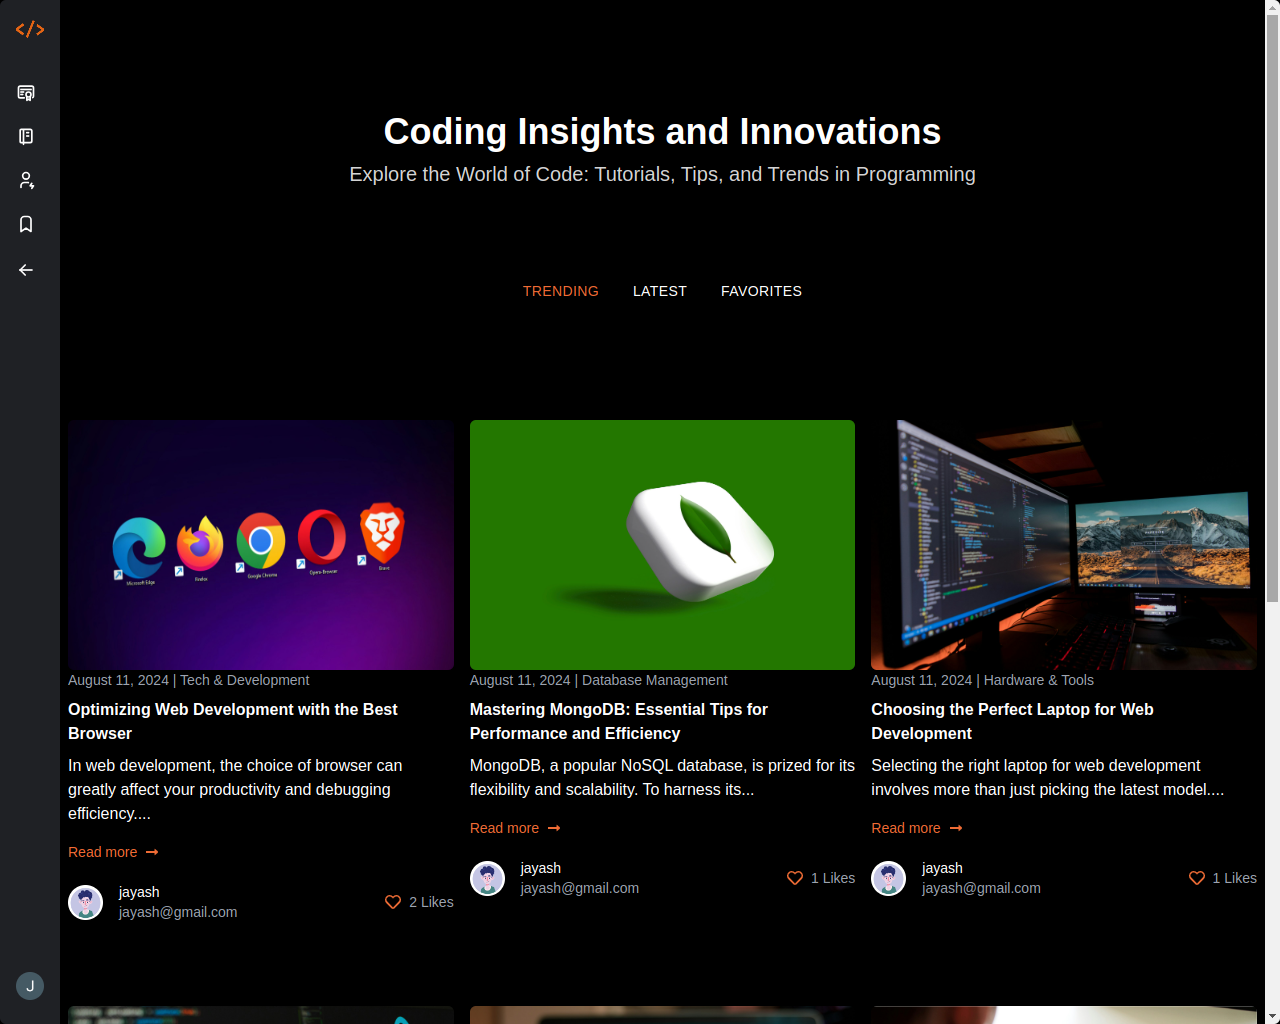 </>
Coding Insights and Innovations
Explore the World of Code: Tutorials, Tips, and Trends in Programming
TRENDING
LATEST
FAVORITES
Microsoft Edge
Firefox
Google Chrome
Opera Browser
Brave
August 11, 2024 | Tech & Development
Optimizing Web Development with the Best
Browser
In web development, the choice of browser can
greatly affect your productivity and debugging
efficiency....
Read more
jayash
jayash@gmail.com
2 Likes
August 11, 2024 | Database Management
Mastering MongoDB: Essential Tips for
Performance and Efficiency
MongoDB, a popular NoSQL database, is prized for its
flexibility and scalability. To harness its...
Read more
jayash
jayash@gmail.com
1 Likes
August 11, 2024 | Hardware & Tools
Choosing the Perfect Laptop for Web
Development
Selecting the right laptop for web development
involves more than just picking the latest model....
Read more
jayash
jayash@gmail.com
1 Likes
J